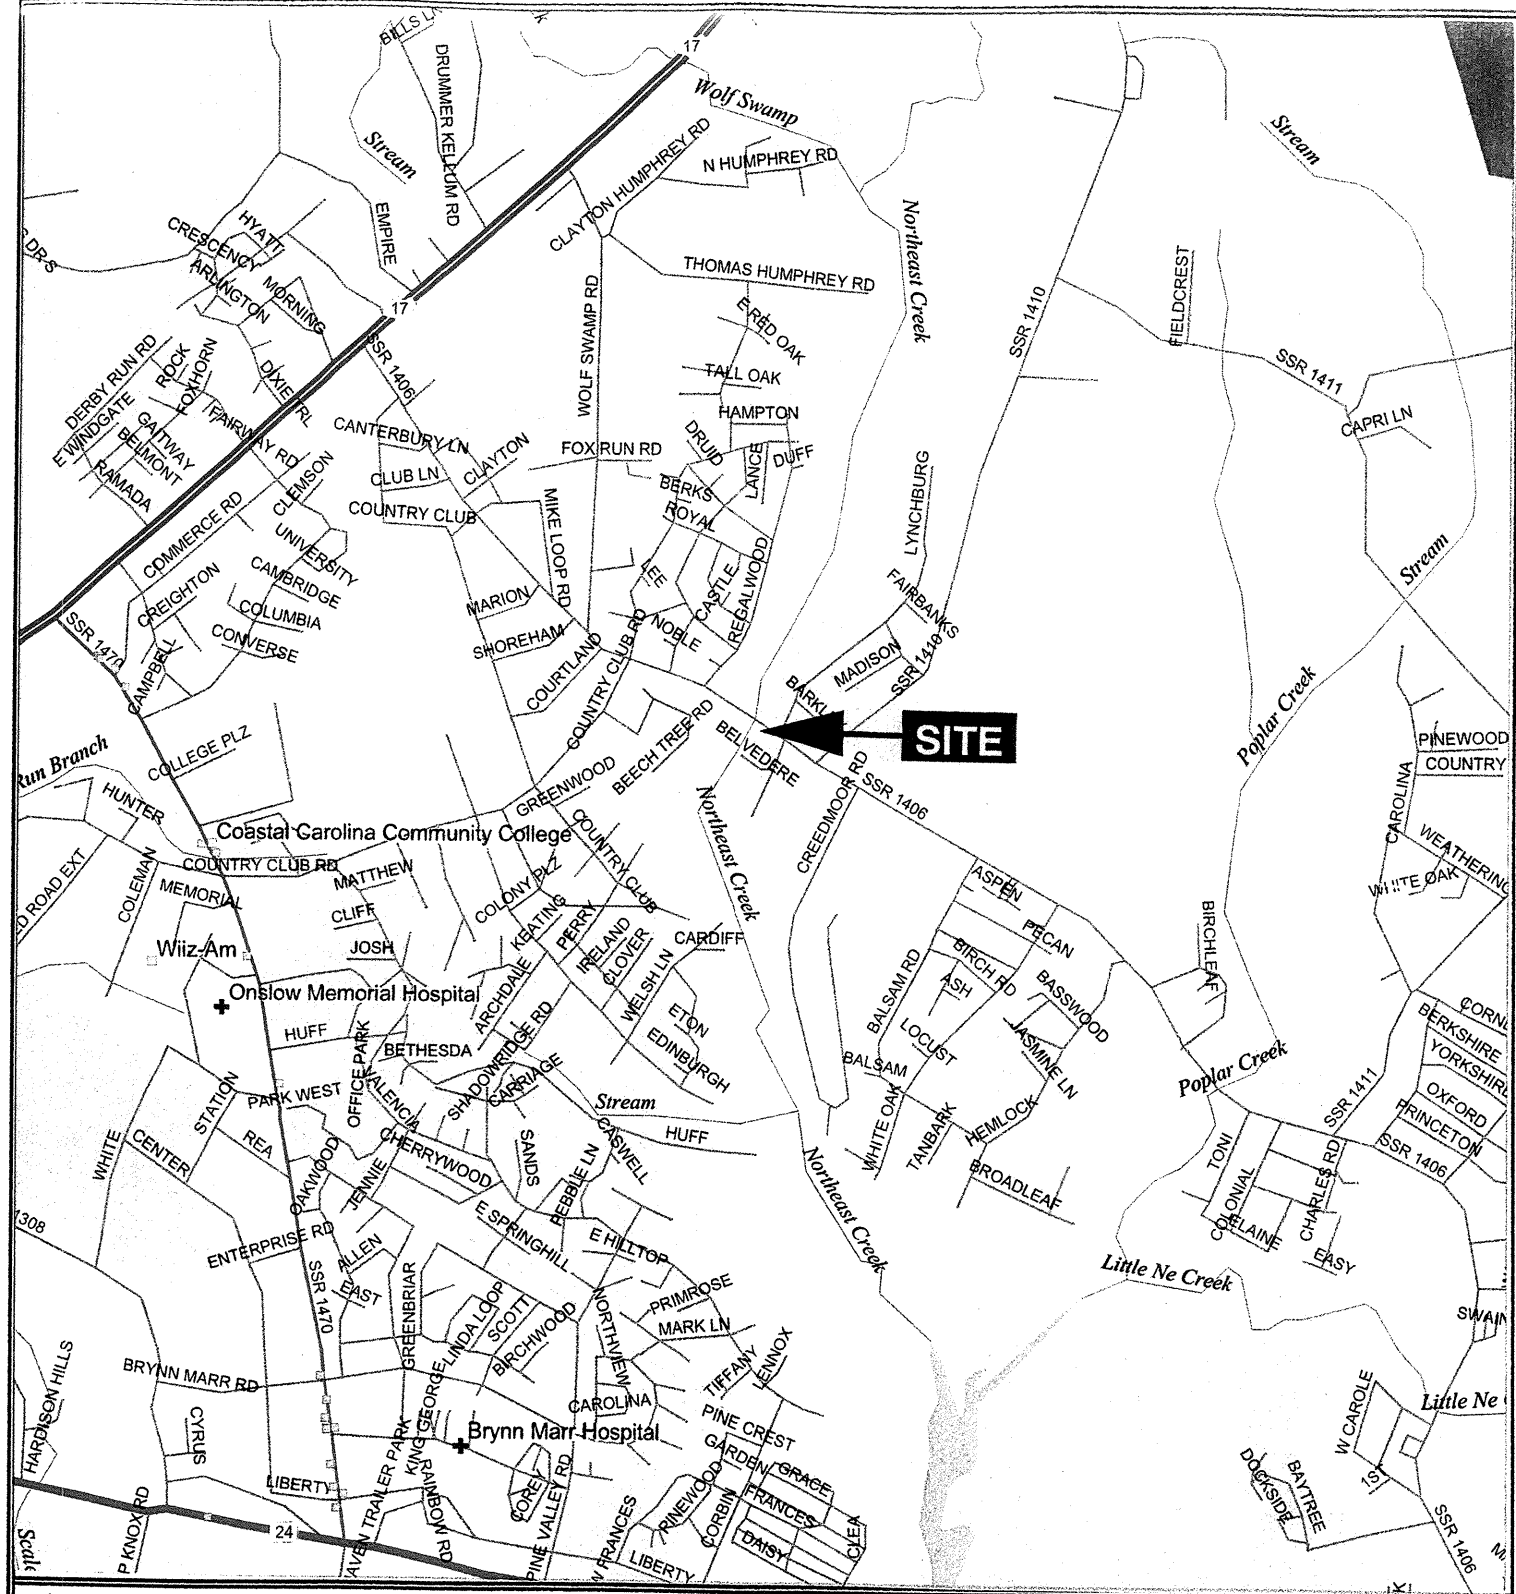 BILLS LN
17
DRUMMER KELLUM RD
Wolf Swamp
Stream
Stream
CLAYTON HUMPHREY RD
N HUMPHREY RD
EMPIRE
HYATT
CRESCENCY
ARLINGTON
MORNING
DR S
Northeast Creek
THOMAS HUMPHREY RD
FIELDCREST
17
SSR 1410
E RED OAK
WOLF SWAMP RD
SSR 1406
SSR 1411
DERBY RUN RD
ROCK
FOXHORN
DIXIE TRL
TALL OAK
E WINDGATE
GAITWAY
FAIRWAY RD
HAMPTON
CAPRI LN
BELMONT
CANTERBURY LN
DRUID
RAMADA
CLAYTON
FOX RUN RD
LANCE
DUFF
CLUB LN
CLEMSON
BERKS
LYNCHBURG
COMMERCE RD
COUNTRY CLUB
MIKE LOOP RD
ROYAL
UNIVERSITY
REGALWOOD
Stream
CREIGHTON
CAMBRIDGE
LEE
CASTLE
COLUMBIA
MARION
FAIRBANKS
SSR 1470
CONVERSE
SHOREHAM
NOBLE
CAMPBELL
COURTLAND
COUNTRY CLUB RD
MADISON
SSR 1410
Poplar Creek
COLLEGE PLZ
BEECH TREE RD
BELVEDERE
SITE
PINEWOOD
COUNTRY
Run Branch
HUNTER
GREENWOOD
CREEDMOOR RD
SSR 1406
CAROLINA
Northeast Creek
Coastal Carolina Community College
COUNTRY CLUB
WEATHERING
COUNTRY CLUB RD
MATTHEW
COLONY PLZ
ASPEN
WHITE OAK
D ROAD EXT
COLEMAN
MEMORIAL
CLIFF
KEATING
PERRY
PECAN
BIRCHLEAF
Wiiz-Am
JOSH
IRELAND
CLOVER
CARDIFF
BIRCH RD
Onslow Memorial Hospital
ARCHDALE
WELSH LN
BALSAM RD
ASH
BASSWOOD
HUFF
OFFICE PARK
BETHESDA
SHADOWRIDGE RD
ETON
EDINBURGH
LOCUST
JASMINE LN
BERKSHIRE
YORKSHIRE
PARK WEST
VALENCIA
CARRIAGE
BALSAM
Poplar Creek
SSR 1411
OXFORD
STATION
Stream
WHITE OAK
TANBARK
HEMLOCK
PRINCETON
WHITE
CENTER
REA
CHERRYWOOD
SANDS
CASWELL
HUFF
TONI
SSR 1406
OAKWOOD
JENNIE
PEBBLE LN
Northeast Creek
BROADLEAF
COLONIAL
CHARLES RD
1308
ENTERPRISE RD
E SPRINGHILL
E HILLTOP
ELAINE
EASY
ALLEN
Little Ne Creek
SSR 1470
EAST
GREENBRIAR
LINDA LOOP
SCOTT
BIRCHWOOD
NORTHVIEW
PRIMROSE
MARK LN
SWAIN
HARDISON HILLS
BRYNN MARR RD
KING GEORGE
TIFFANY
LENNOX
W CAROLE
CAROLINA
Little Ne
CYRUS
Brynn Marr Hospital
PINE CREST
GARDEN
GRACE
DOCKSIDE
BAYTREE
1ST
LIBERTY
AVEN TRAILER PARK
RAINBOW RD
COREY
PINE VALLEY RD
PINEWOOD
CORBIN
FRANCES
Scale
P KNOX RD
24
W FRANCES
LIBERTY
DAISY
CLEA
SSR 1406